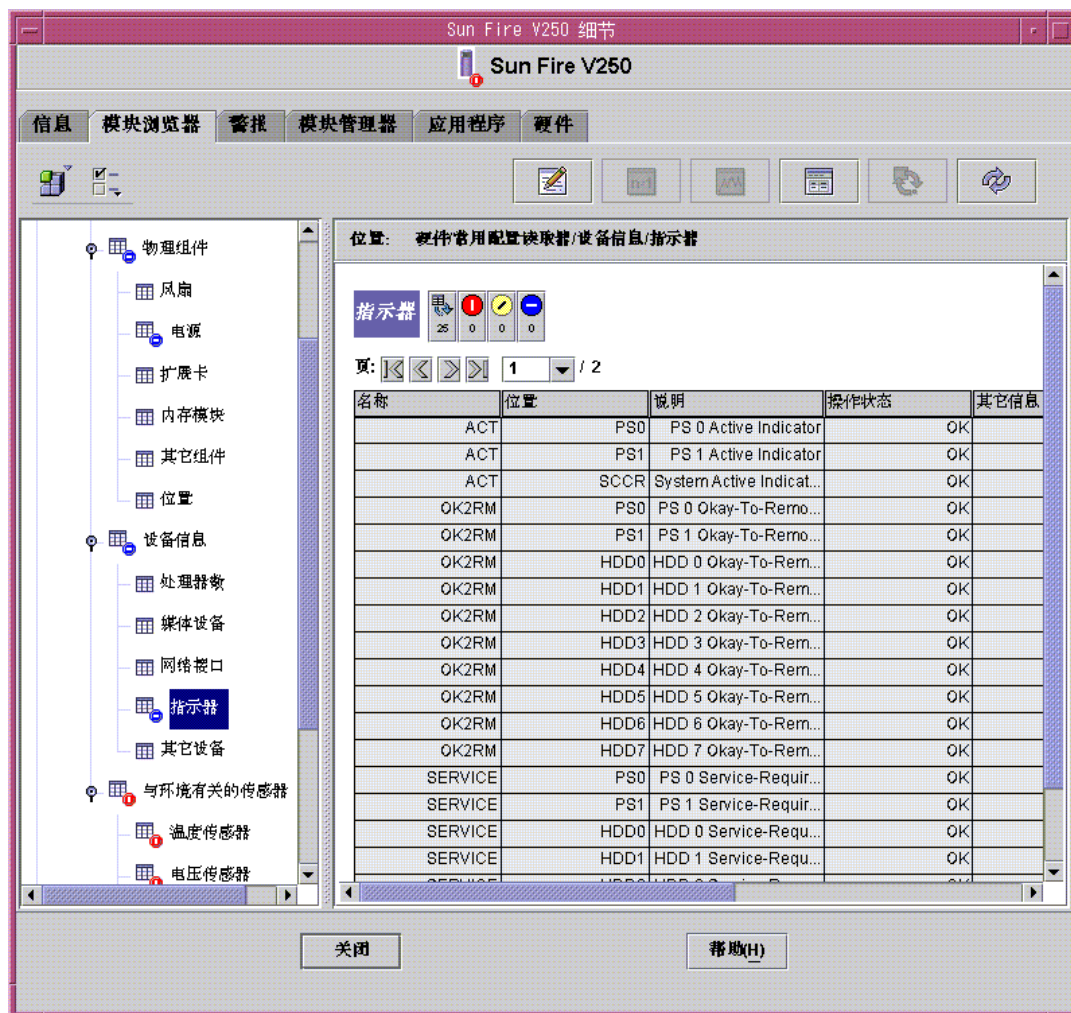 Sun Fire V250 细节
Sun Fire V250
信息 模块浏览器 警报 模块管理器 应用程序 硬件
物理组件
风扇
电源
扩展卡
内存模块
其它组件
位置
设备信息
处理器数
媒体设备
网络接口
指示器
其它设备
与环境有关的传感器
温度传感器
电压传感器
位置: 硬件/常用配置读取器/设备信息/指示器
指示器 25 0 0 0
页: 1 / 2
名称 位置 说明 操作状态 其它信息
ACT PS0 PS 0 Active Indicator OK
ACT PS1 PS 1 Active Indicator OK
ACT SCCR System Active Indicat... OK
OK2RM PS0 PS 0 Okay-To-Remo... OK
OK2RM PS1 PS 1 Okay-To-Remo... OK
OK2RM HDD0 HDD 0 Okay-To-Rem... OK
OK2RM HDD1 HDD 1 Okay-To-Rem... OK
OK2RM HDD2 HDD 2 Okay-To-Rem... OK
OK2RM HDD3 HDD 3 Okay-To-Rem... OK
OK2RM HDD4 HDD 4 Okay-To-Rem... OK
OK2RM HDD5 HDD 5 Okay-To-Rem... OK
OK2RM HDD6 HDD 6 Okay-To-Rem... OK
OK2RM HDD7 HDD 7 Okay-To-Rem... OK
SERVICE PS0 PS 0 Service-Requir... OK
SERVICE PS1 PS 1 Service-Requir... OK
SERVICE HDD0 HDD 0 Service-Requ... OK
SERVICE HDD1 HDD 1 Service-Requ... OK
关闭 帮助(H)